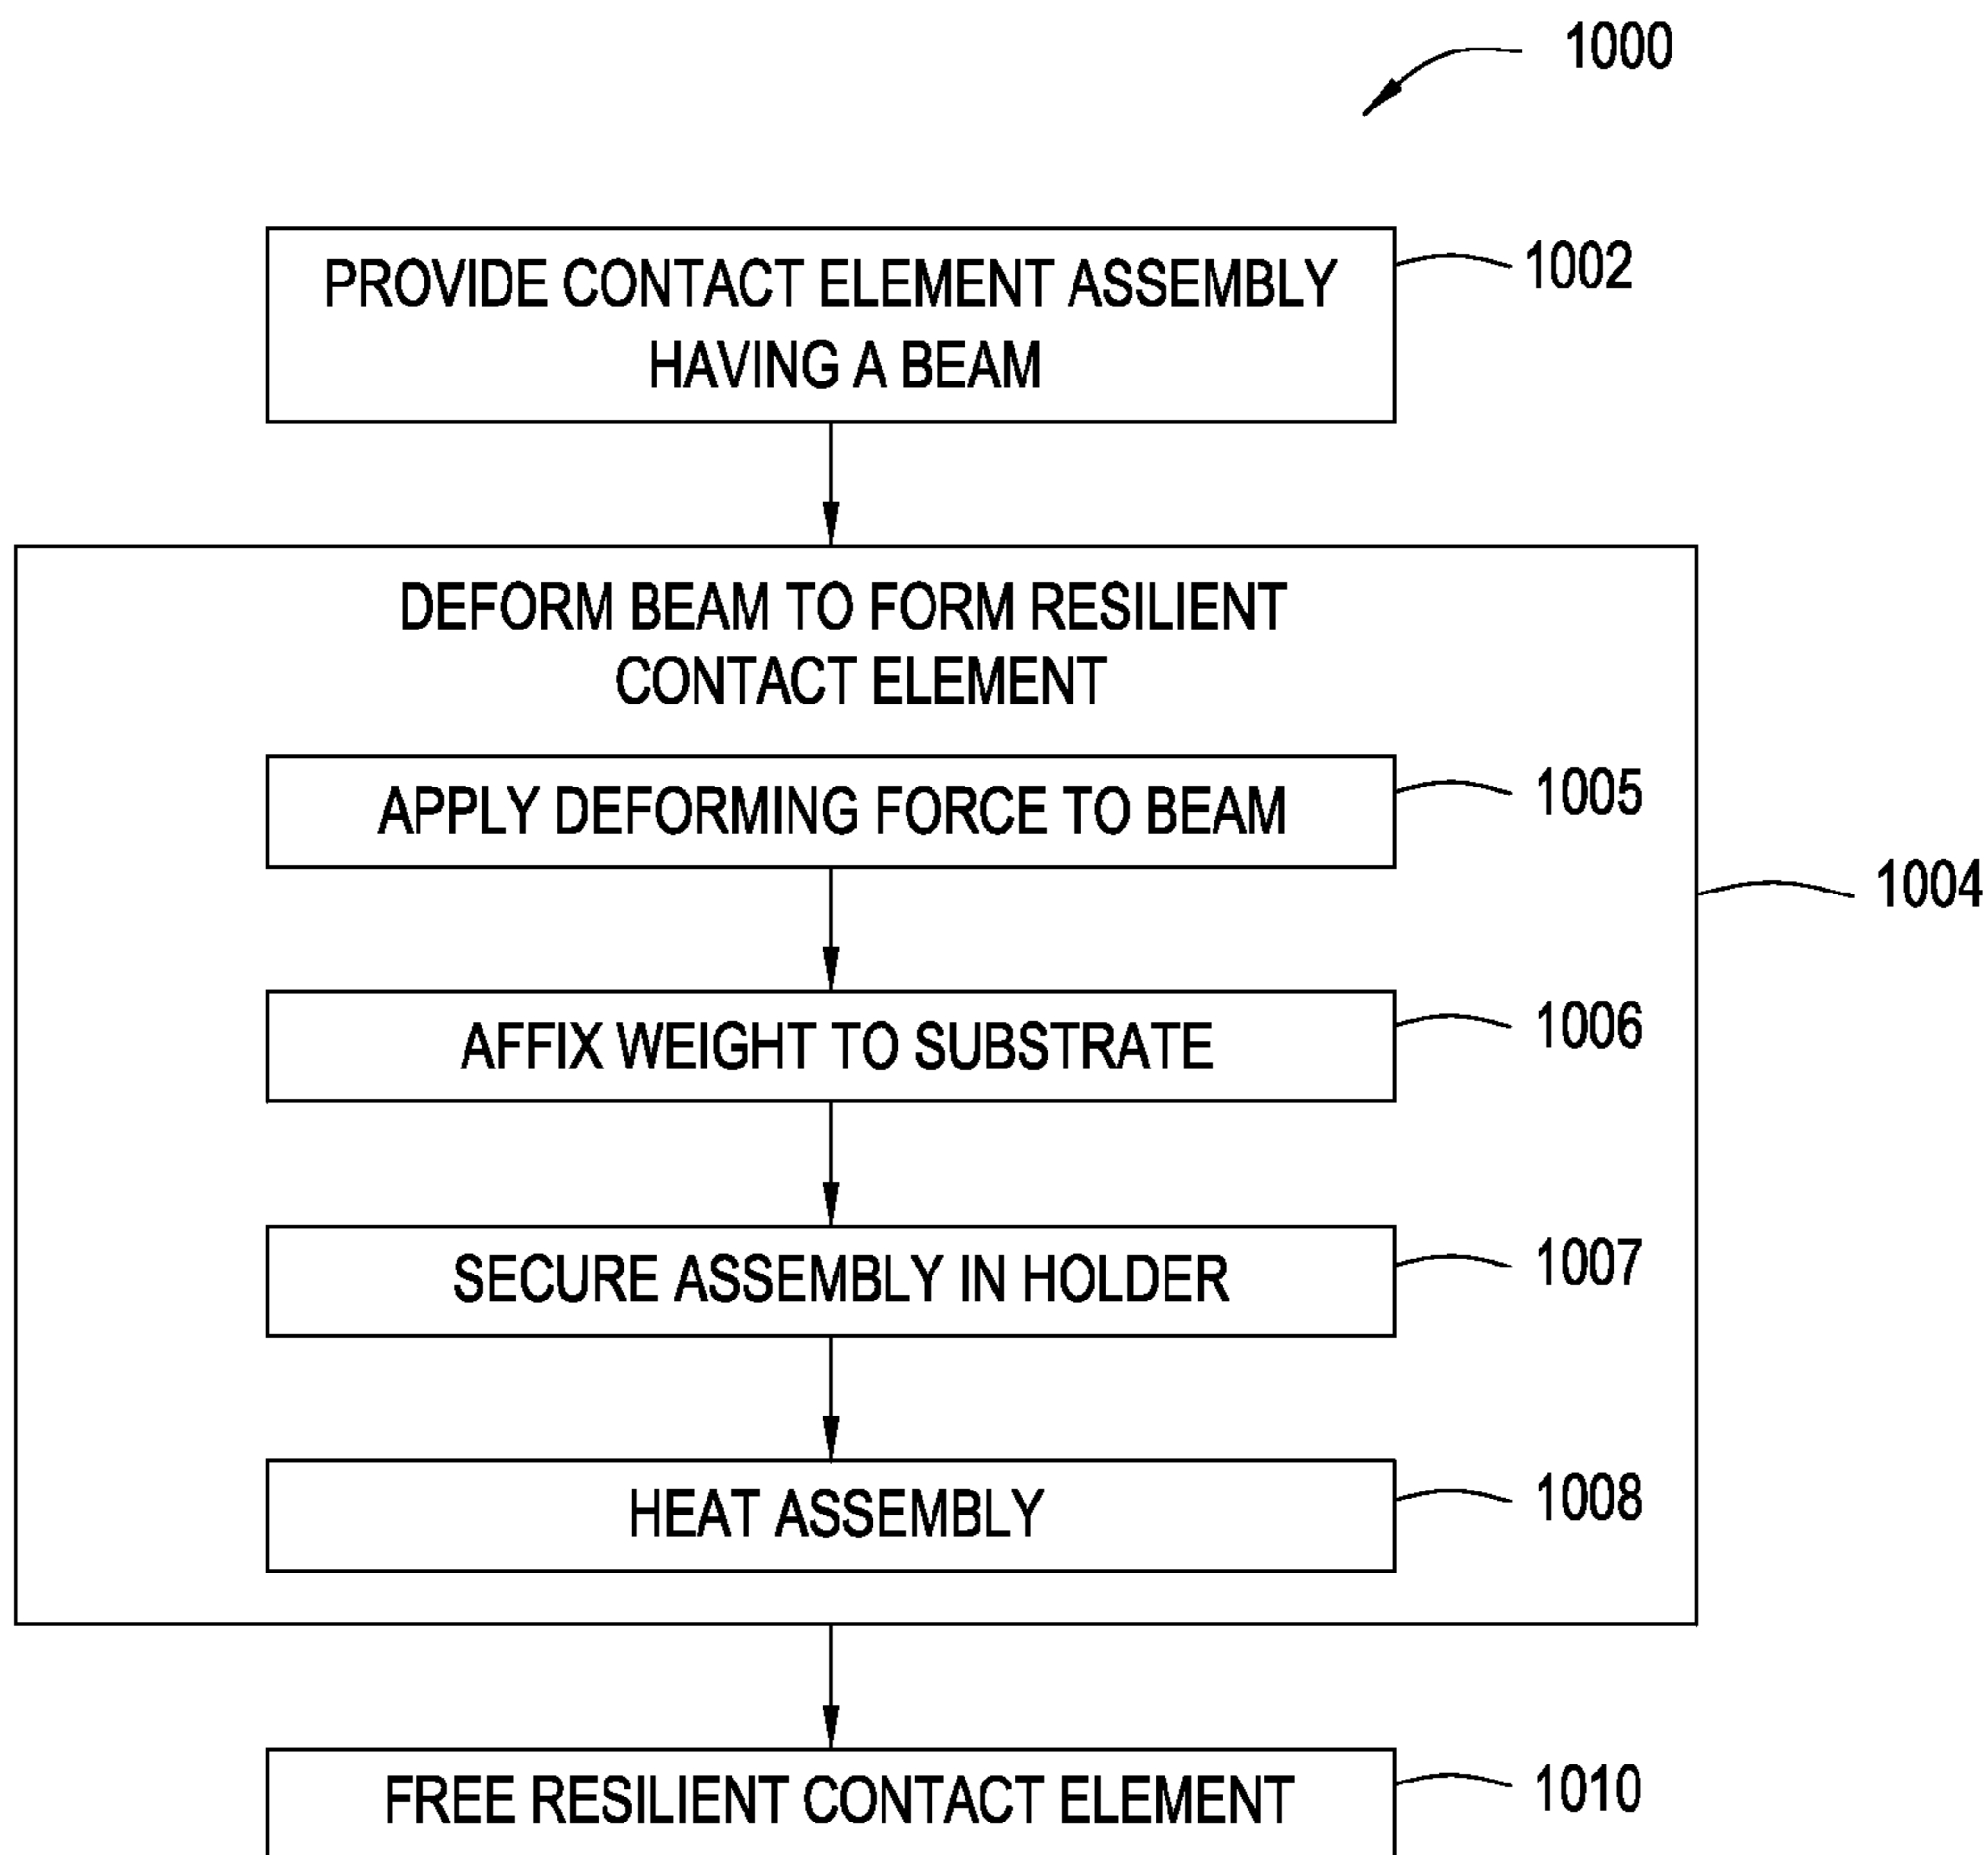 1000
PROVIDE CONTACT ELEMENT ASSEMBLY
HAVING A BEAM
1002
DEFORM BEAM TO FORM RESILIENT
CONTACT ELEMENT
APPLY DEFORMING FORCE TO BEAM
1005
1004
AFFIX WEIGHT TO SUBSTRATE
1006
SECURE ASSEMBLY IN HOLDER
1007
HEAT ASSEMBLY
1008
FREE RESILIENT CONTACT ELEMENT
1010